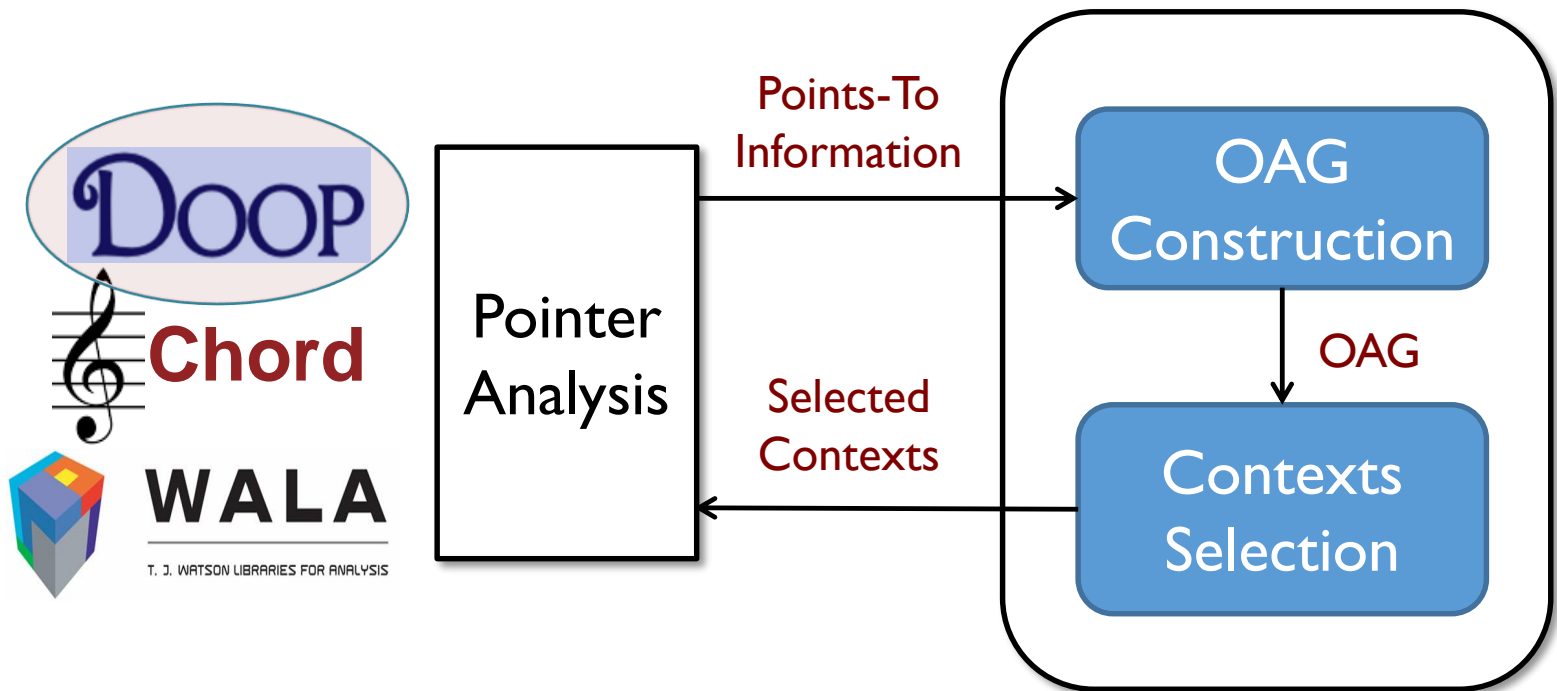 DOOP
Chord
WALA
T. J. WATSON LIBRARIES FOR ANALYSIS
Pointer
Analysis
Points-To
Information
Selected
Contexts
OAG
Construction
OAG
Contexts
Selection